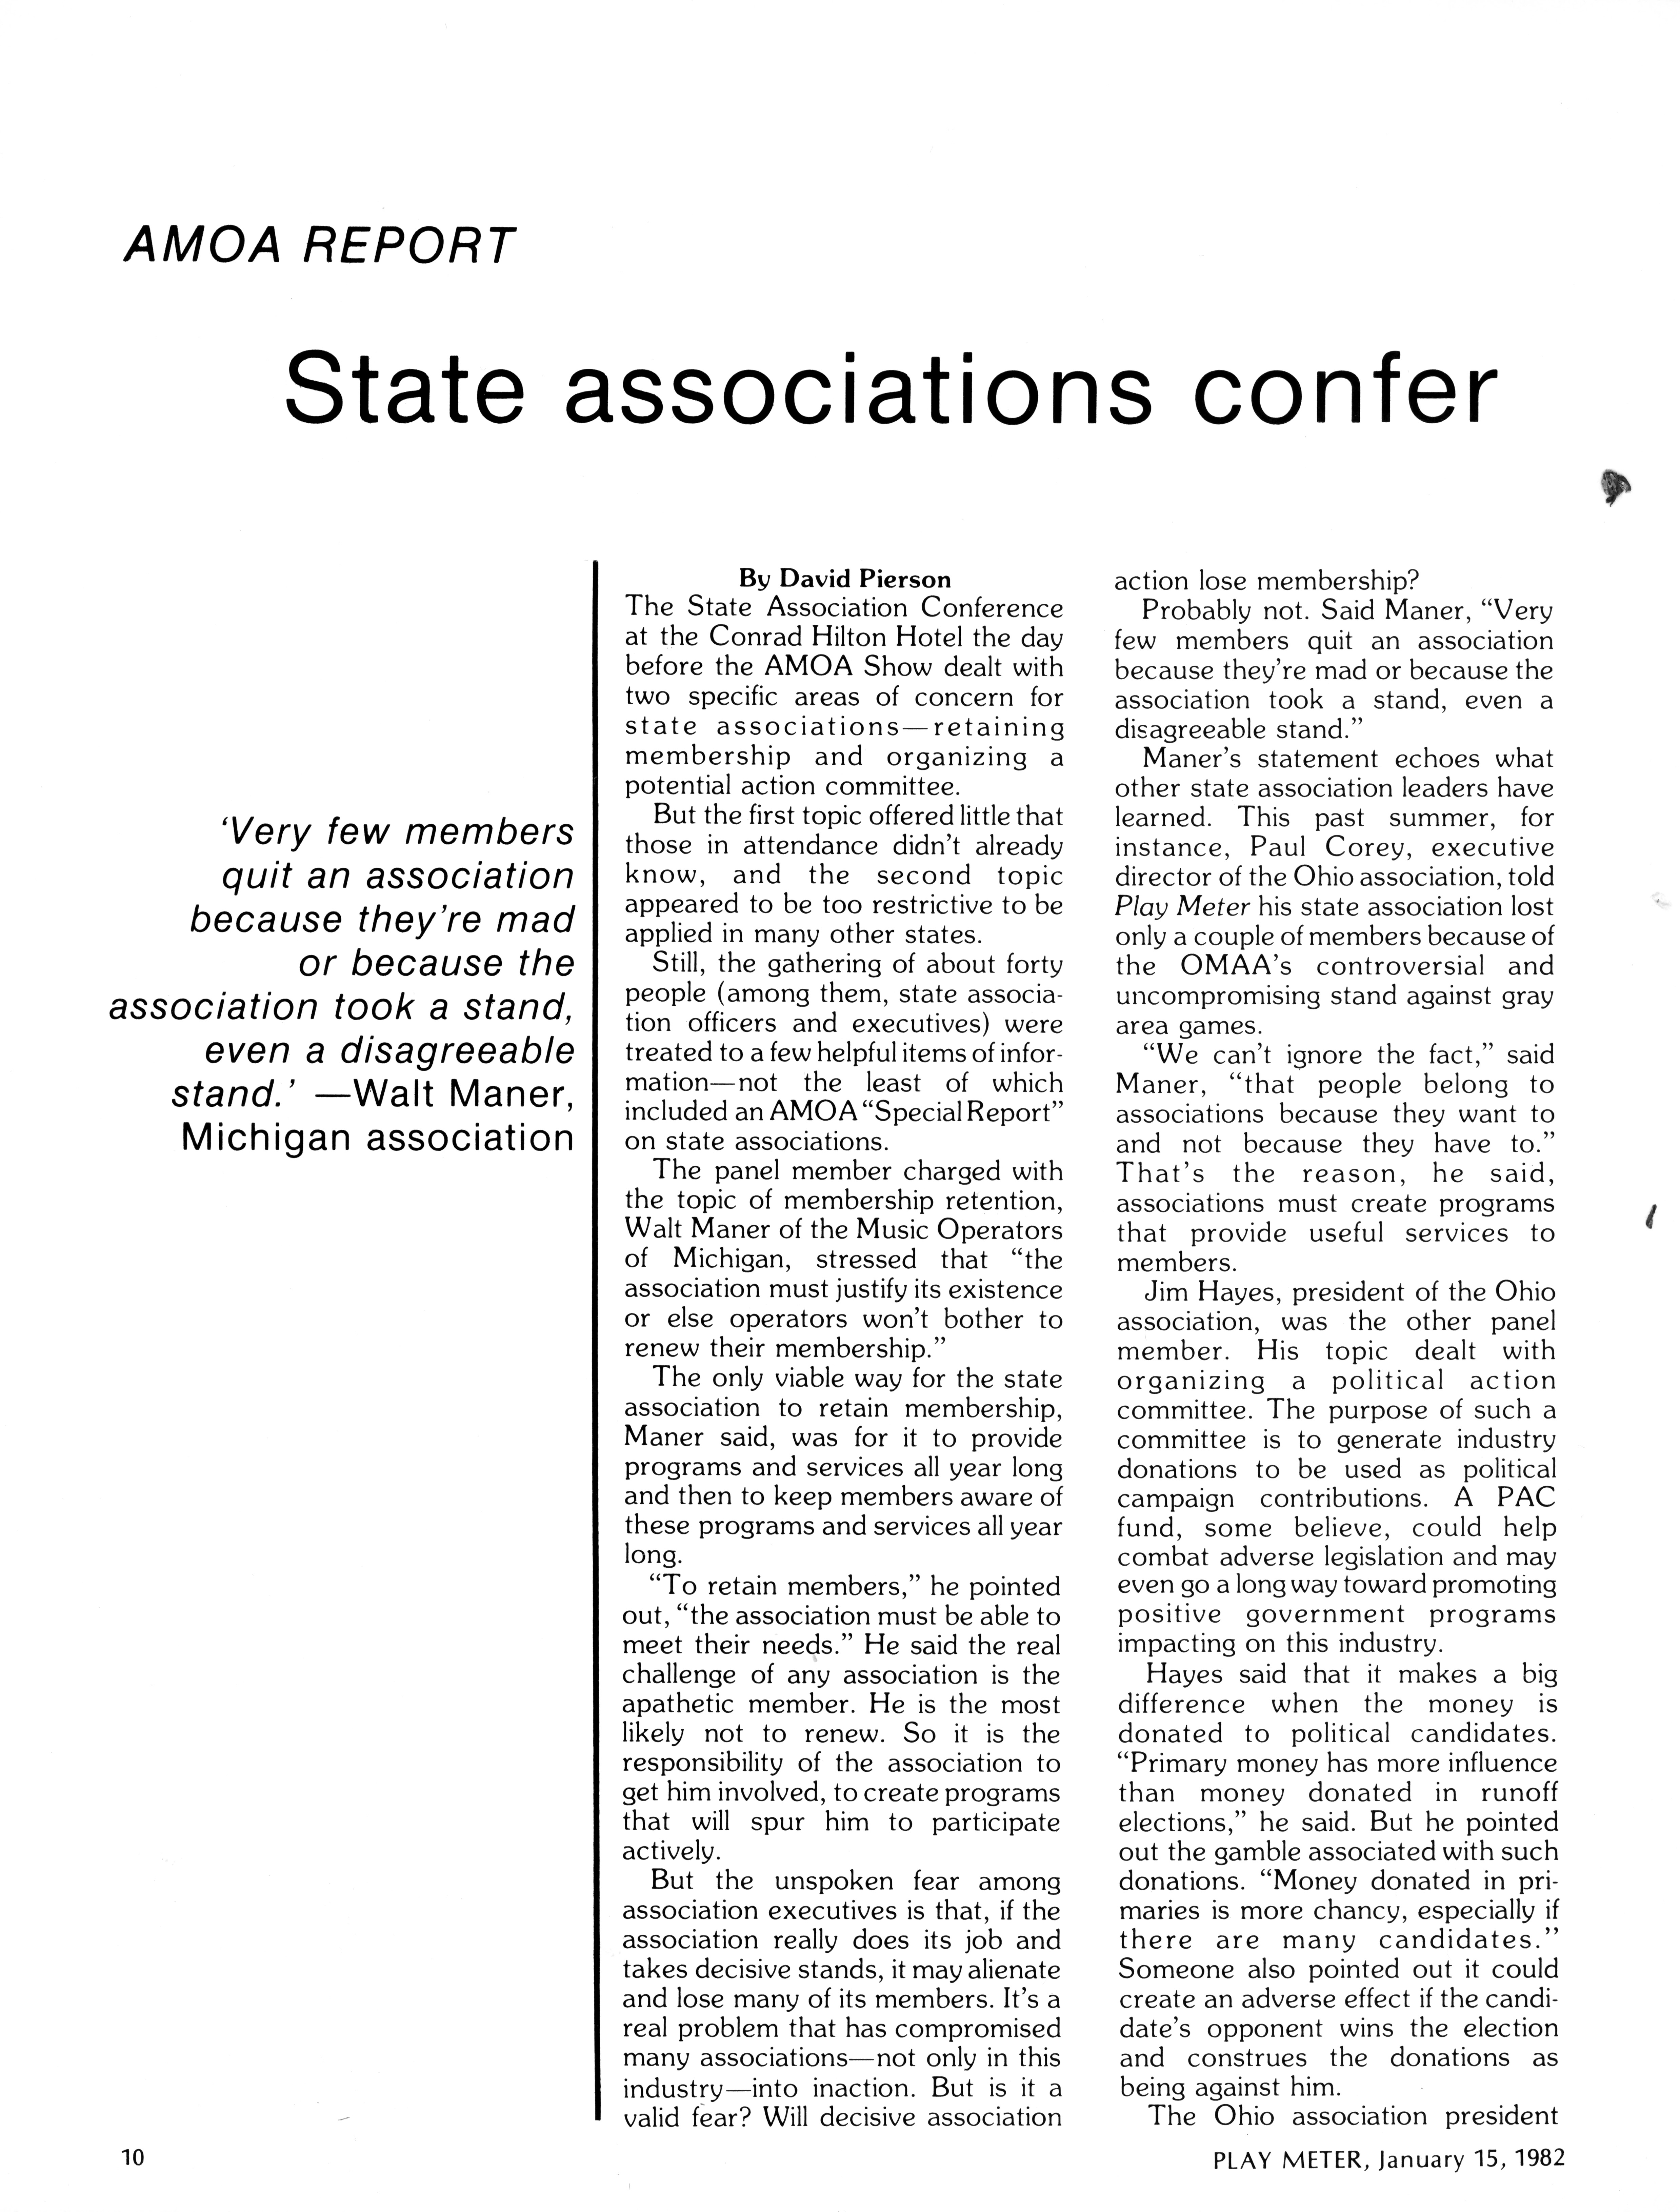 AMOA REPORT
State associations confer
‘Very few members
quit an association
because they’re mad
or because the
association took a stand,
even a disagreeable
stand.’ —Walt Maner,
Michigan association
By David Pierson
The State Association Conference
at the Conrad Hilton Hotel the day
before the AMOA Show dealt with
two specific areas of concern for
state associations—retaining
membership and organizing a
potential action committee.
But the first topic offered little that
those in attendance didn’t already
know, and the second topic
appeared to be too restrictive to be
applied in many other states.
Still, the gathering of about forty
people (among them, state associa-
tion officers and executives) were
treated to a few helpful items of infor-
mation—not the least of which
included an AMOA “Special Report”
on state associations.
The panel member charged with
the topic of membership retention,
Walt Maner of the Music Operators
of Michigan, stressed that “the
association must justify its existence
or else operators won’t bother to
renew their membership.”
The only viable way for the state
association to retain membership,
Maner said, was for it to provide
programs and services all year long
and then to keep members aware of
these programs and services all year
long.
“To retain members,” he pointed
out, “the association must be able to
meet their needs.” He said the real
challenge of any association is the
apathetic member. He is the most
likely not to renew. So it is the
responsibility of the association to
get him involved, to create programs
that will spur him to participate
actively.
But the unspoken fear among
association executives is that, if the
association really does its job and
takes decisive stands, it may alienate
and lose many of its members. It’s a
real problem that has compromised
many associations—not only in this
industry—into inaction. But is it a
valid fear? Will decisive association
action lose membership?
Probably not. Said Maner, “Very
few members quit an association
because they’re mad or because the
association took a stand, even a
disagreeable stand.”
Maner’s statement echoes what
other state association leaders have
learned. This past summer, for
instance, Paul Corey, executive
director of the Ohio association, told
Play Meter his state association lost
only a couple of members because of
the OMAA’s controversial and
uncompromising stand against gray
area games.
“We can’t ignore the fact,” said
Maner, “that people belong to
associations because they want to
and not because they have to.”
That’s the reason, he said,
associations must create programs
that provide useful services to
members.
Jim Hayes, president of the Ohio
association, was the other panel
member. His topic dealt with
organizing a political action
committee. The purpose of such a
committee is to generate industry
donations to be used as political
campaign contributions. A PAC
fund, some believe, could help
combat adverse legislation and may
even go a long way toward promoting
positive government programs
impacting on this industry.
Hayes said that it makes a big
difference when the money is
donated to political candidates.
“Primary money has more influence
than money donated in runoff
elections,” he said. But he pointed
out the gamble associated with such
donations. “Money donated in pri-
maries is more chancy, especially if
there are many candidates.”
Someone also pointed out it could
create an adverse effect if the candi-
date’s opponent wins the election
and construes the donations as
being against him.
The Ohio association president
10
PLAY METER, January 15, 1982